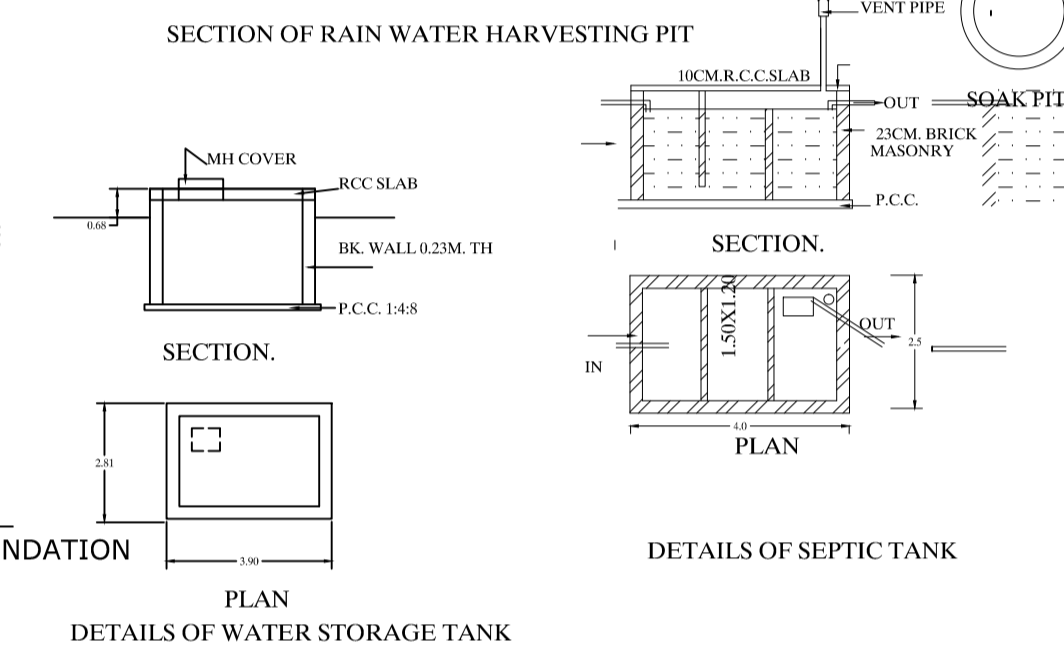 SECTION OF RAIN WATER HARVESTING PIT
MH COVER
RCC SLAB
0.68
BK. WALL 0.23M. TH
P.C.C. 1:4:8
SECTION.
2.81
3.90
NDATION
PLAN
DETAILS OF WATER STORAGE TANK
VENT PIPE
10CM.R.C.C.SLAB
OUT
SOAK PIT
23CM. BRICK
MASONRY
P.C.C.
SECTION.
1.50X1.20
OUT
IN
2.5
4.0
PLAN
DETAILS OF SEPTIC TANK